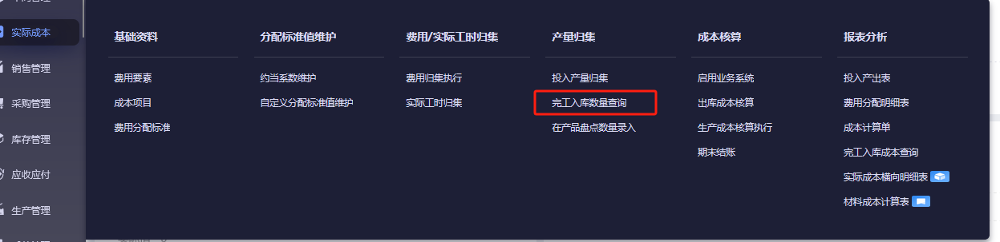 实际成本
销售管理
采购管理
库存管理
应收应付
生产管理
基础资料
费用要素
成本项目
费用分配标准
分配标准值维护
约当系数维护
自定义分配标准值维护
费用/实际工时归集
费用归集执行
实际工时归集
产量归集
投入产量归集
完工入库数量查询
在产品盘点数量录入
成本核算
启用业务系统
出库成本核算
生产成本核算执行
期末结账
报表分析
投入产出表
费用分配明细表
成本计算单
完工入库成本查询
实际成本横向明细表
材料成本计算表